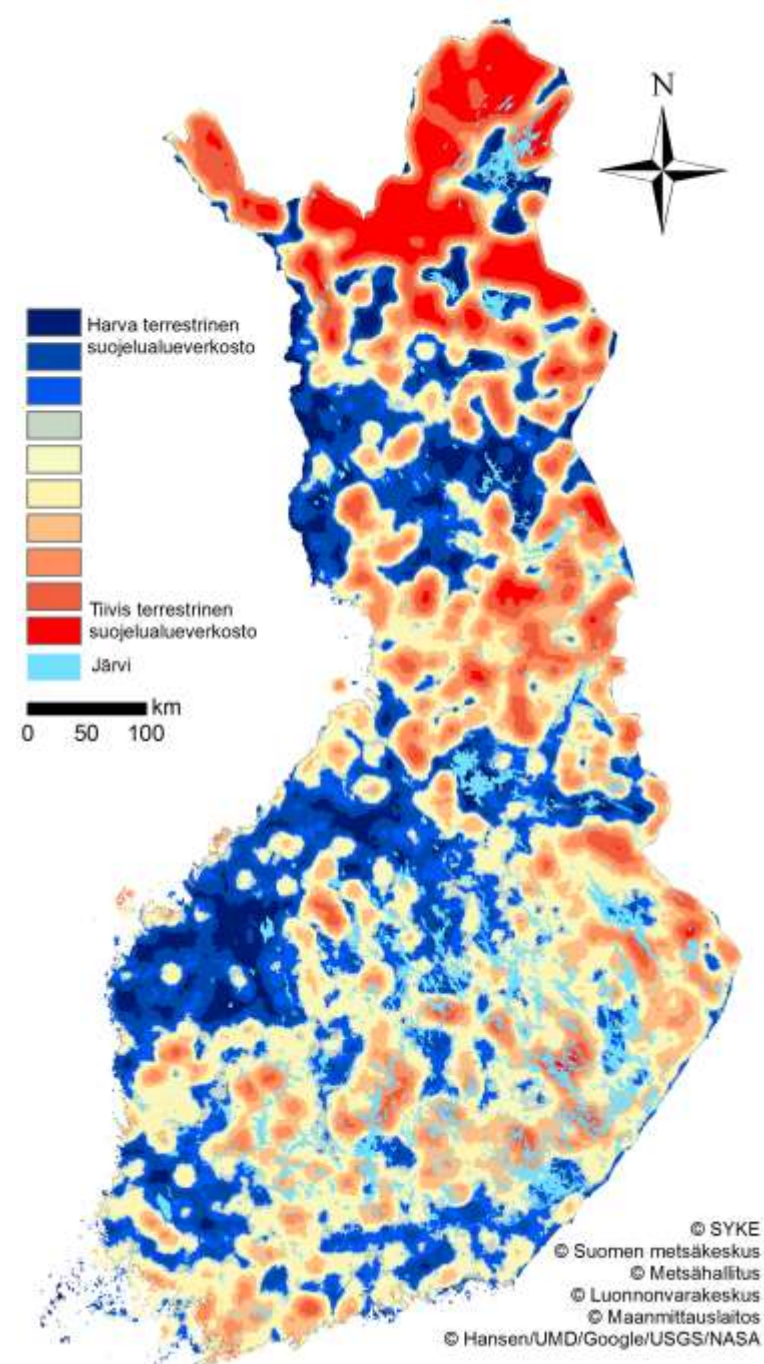 N
Harva terrestrinen
suojelualueverkosto
Tiivis terrestrinen
suojelualueverkosto
Järvi
km
0 50 100
© SYKE
© Suomen metsäkeskus
© Metsähallitus
© Luonnonvarakeskus
© Maanmittauslaitos
© Hansen/UMD/Google/USGS/NASA